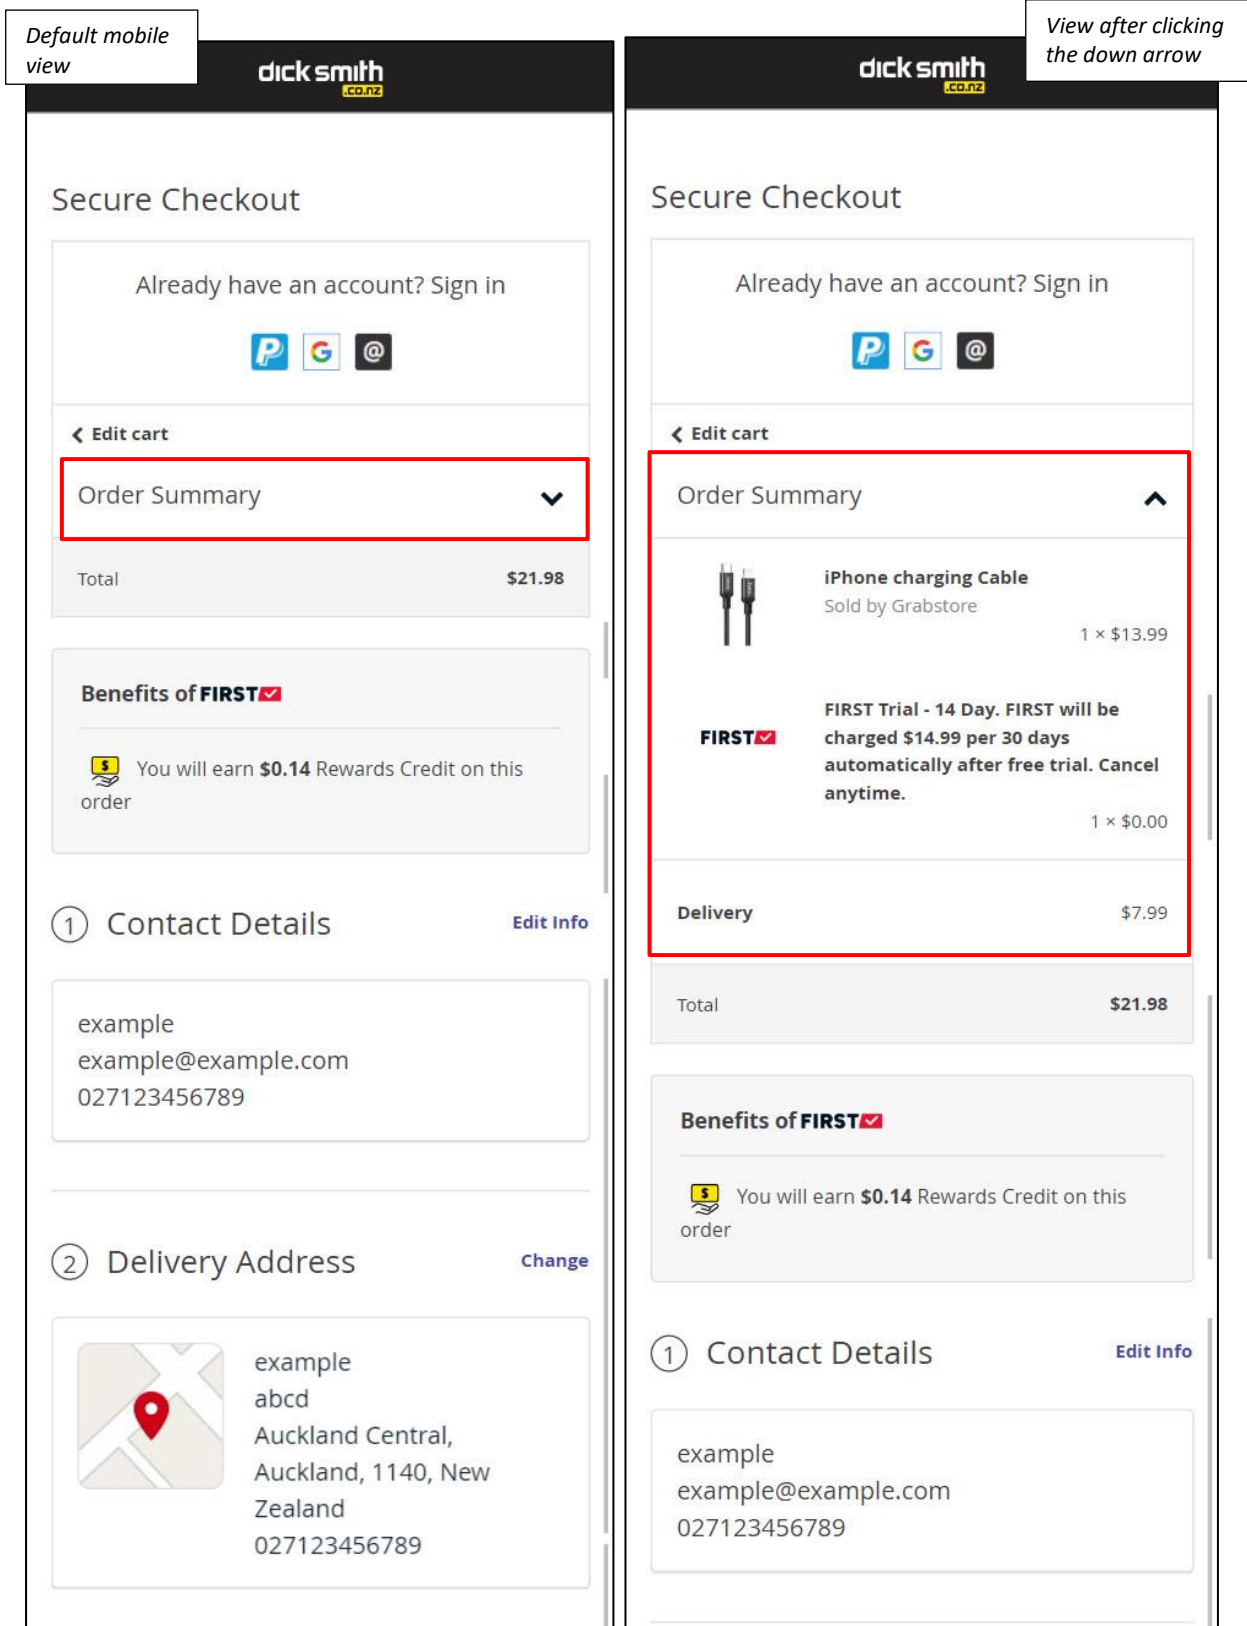 Default mobile
view
dick smith
.co.nz
Secure Checkout
Already have an account? Sign in
P G @
Edit cart
Order Summary
Total $21.98
Benefits of FIRST
$
You will earn $0.14 Rewards Credit on this
order
1 Contact Details Edit Info
example
example@example.com
027123456789
2 Delivery Address Change
example
abcd
Auckland Central,
Auckland, 1140, New
Zealand
027123456789
View after clicking
the down arrow
dick smith
.co.nz
Secure Checkout
Already have an account? Sign in
P G @
Edit cart
Order Summary
iPhone charging Cable
Sold by Grabstore
1 × $13.99
FIRST
FIRST Trial - 14 Day. FIRST will be
charged $14.99 per 30 days
automatically after free trial. Cancel
anytime.
1 × $0.00
Delivery $7.99
Total $21.98
Benefits of FIRST
$
You will earn $0.14 Rewards Credit on this
order
1 Contact Details Edit Info
example
example@example.com
027123456789